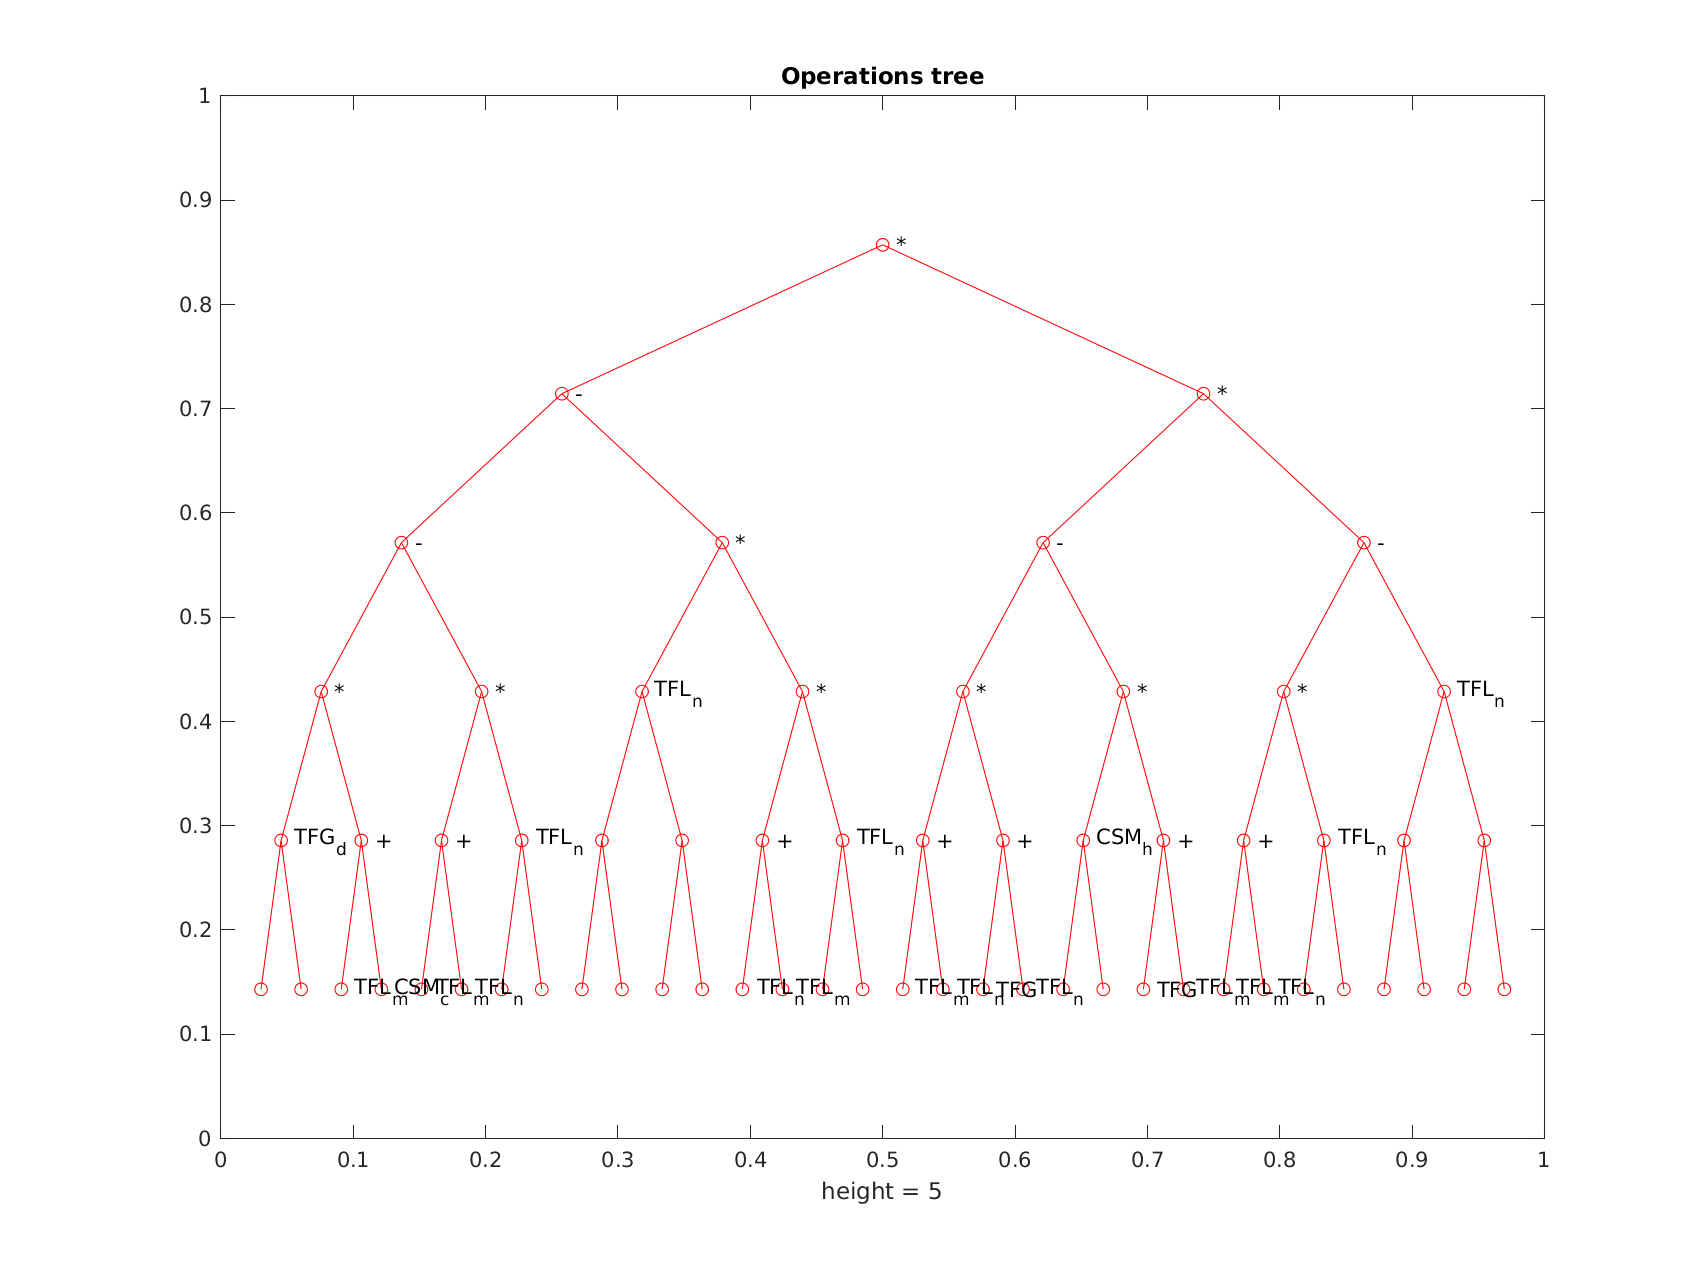 Operations tree
1
0.9
*
0.8
- *
0.7
0.6
- * - -
0.5
* * TFL_n * * * * TFL_n
0.4
0.3
TFG_d + + TFL_n + TFL_n + + CSM_h + + TFL_n
0.2
TFL_m CSM_c TFL_m TFL_n TFL_n TFL_m TFL_m TFL_n TFG TFL_n TFG TFL_m TFL_m TFL_n
0.1
0
0 0.1 0.2 0.3 0.4 0.5 0.6 0.7 0.8 0.9 1
height = 5